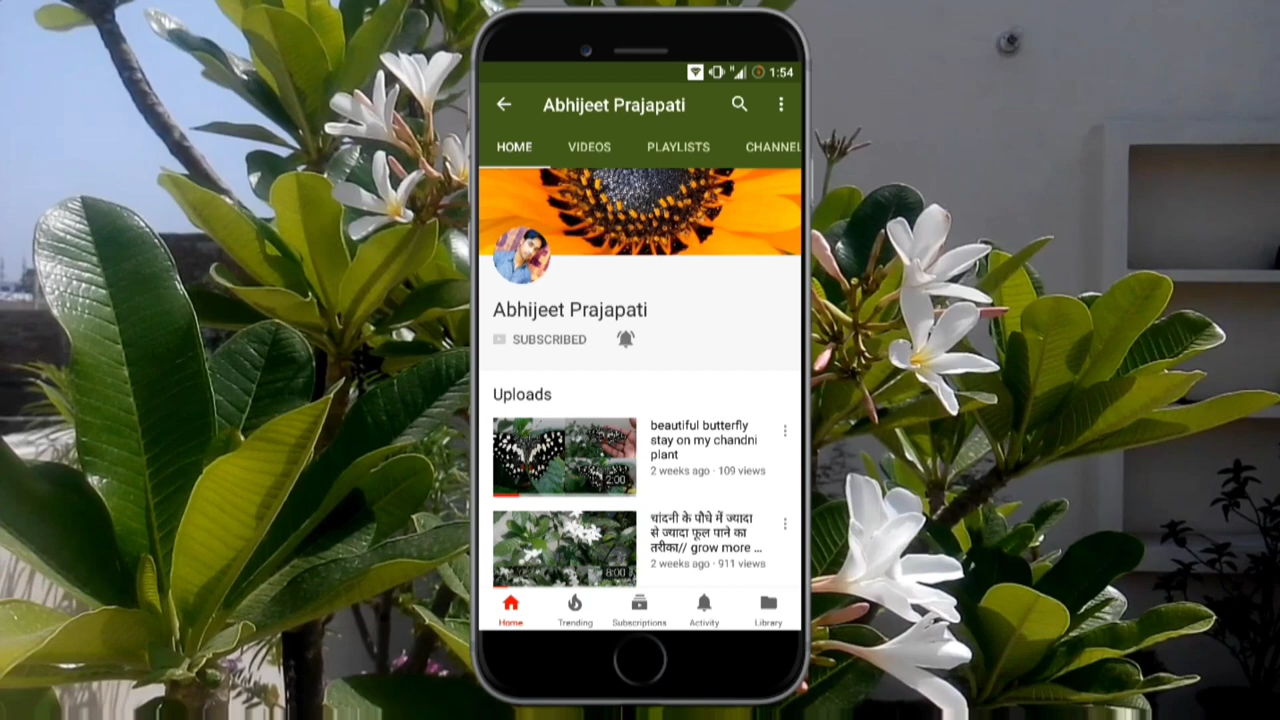 H 1:54
Abhijeet Prajapati
HOME VIDEOS PLAYLISTS CHANNEL
Abhijeet Prajapati
SUBSCRIBED
Uploads
beautiful butterfly
stay on my chandni
plant
2 weeks ago · 109 views
2:00
चांदनी के पौधे में ज्यादा
से ज्यादा फूल पाने का
तरीका// grow more ...
2 weeks ago · 911 views
8:00
Home Trending Subscriptions Activity Library